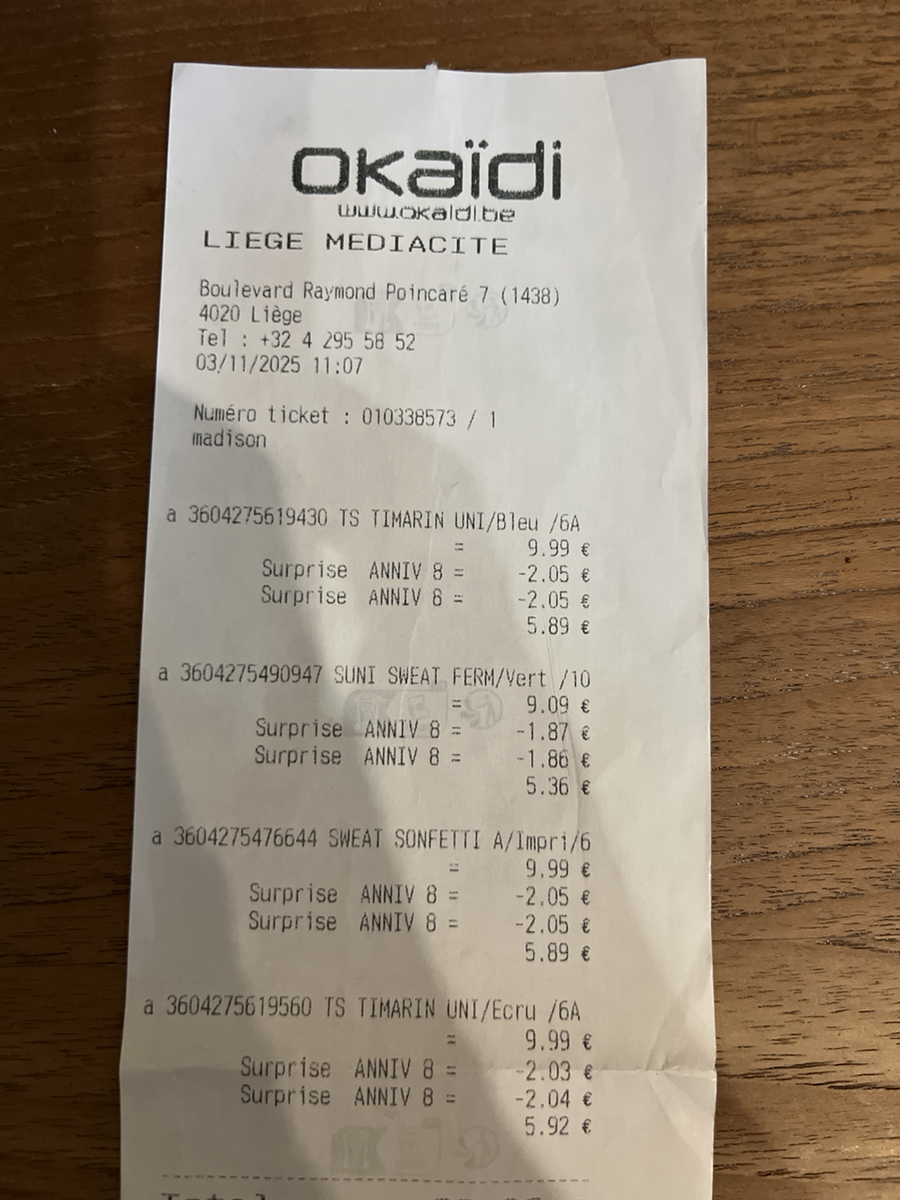 okaïdi
www.okaidi.be
LIEGE MEDIACITE
Boulevard Raymond Poincaré 7 (1438)
4020 Liège
Tel : +32 4 295 58 52
03/11/2025 11:07
Numéro ticket : 010338573 / 1
madison
a 3604275619430 TS TIMARIN UNI/Bleu /6A
= 9.99 €
Surprise ANNIV 8 = -2.05 €
Surprise ANNIV 8 = -2.05 €
5.89 €
a 3604275490947 SUNI SWEAT FERM/Vert /10
= 9.09 €
Surprise ANNIV 8 = -1.87 €
Surprise ANNIV 8 = -1.86 €
5.36 €
a 3604275476644 SWEAT SONFETTI A/Impri/6
= 9.99 €
Surprise ANNIV 8 = -2.05 €
Surprise ANNIV 8 = -2.05 €
5.89 €
a 3604275619560 TS TIMARIN UNI/Ecru /6A
= 9.99 €
Surprise ANNIV 8 = -2.03 €
Surprise ANNIV 8 = -2.04 €
5.92 €
Total